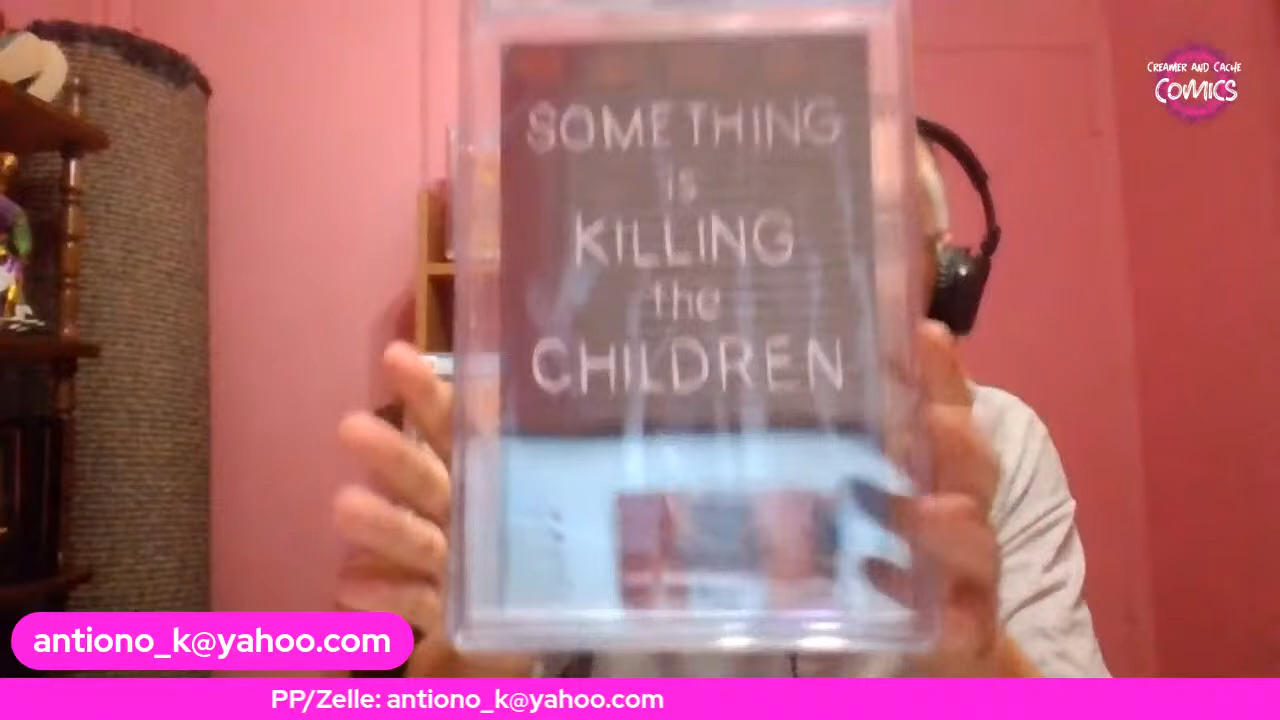 CREAMER AND CACHE
COMICS
SOMETHING
is
KILLING
the
CHILDREN
antiono_k@yahoo.com
PP/Zelle: antiono_k@yahoo.com